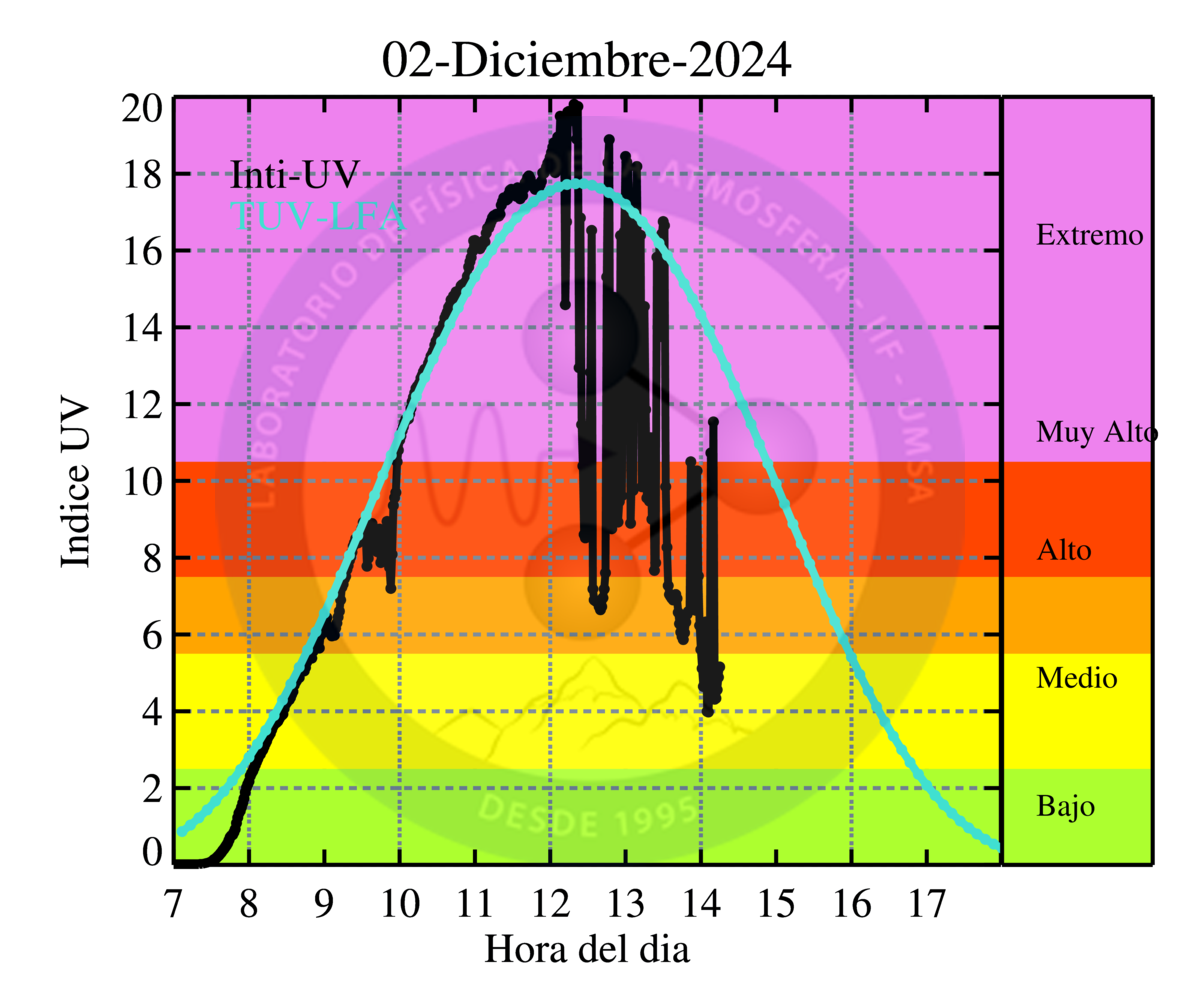 02-Diciembre-2024
Indice UV
20
18
16
14
12
10
8
6
4
2
0
Inti-UV
TUV-LFA
LABORATORIO DE FÍSICA DE LA ATMÓSFERA - IIF - UMSA
DESDE 1995
Extremo
Muy Alto
Alto
Medio
Bajo
7 8 9 10 11 12 13 14 15 16 17
Hora del dia